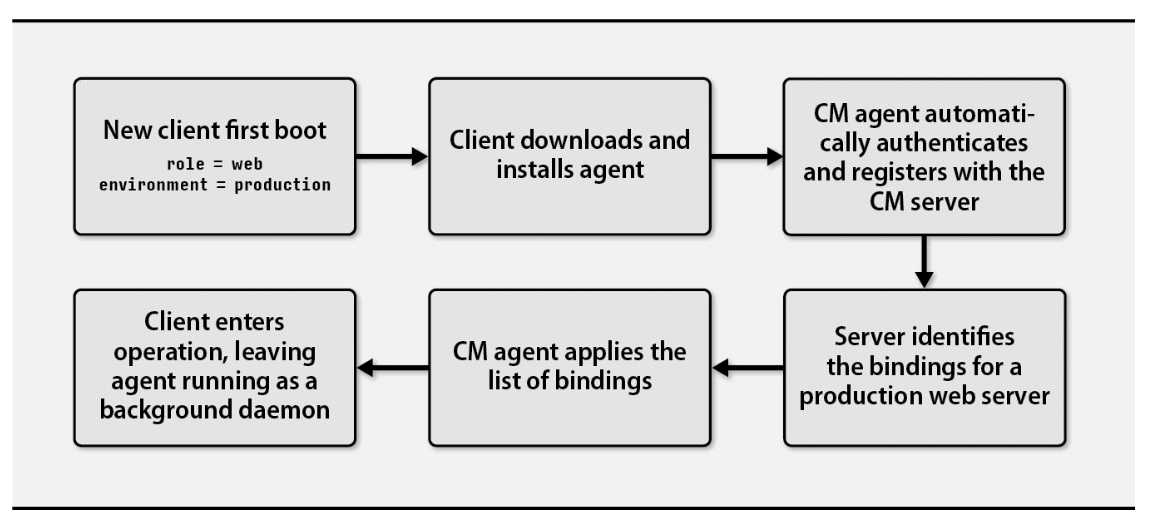 New client first boot
role = web
environment = production
Client downloads and
installs agent
CM agent automati-
cally authenticates
and registers with the
CM server
Server identifies
the bindings for a
production web server
CM agent applies the
list of bindings
Client enters
operation, leaving
agent running as a
background daemon